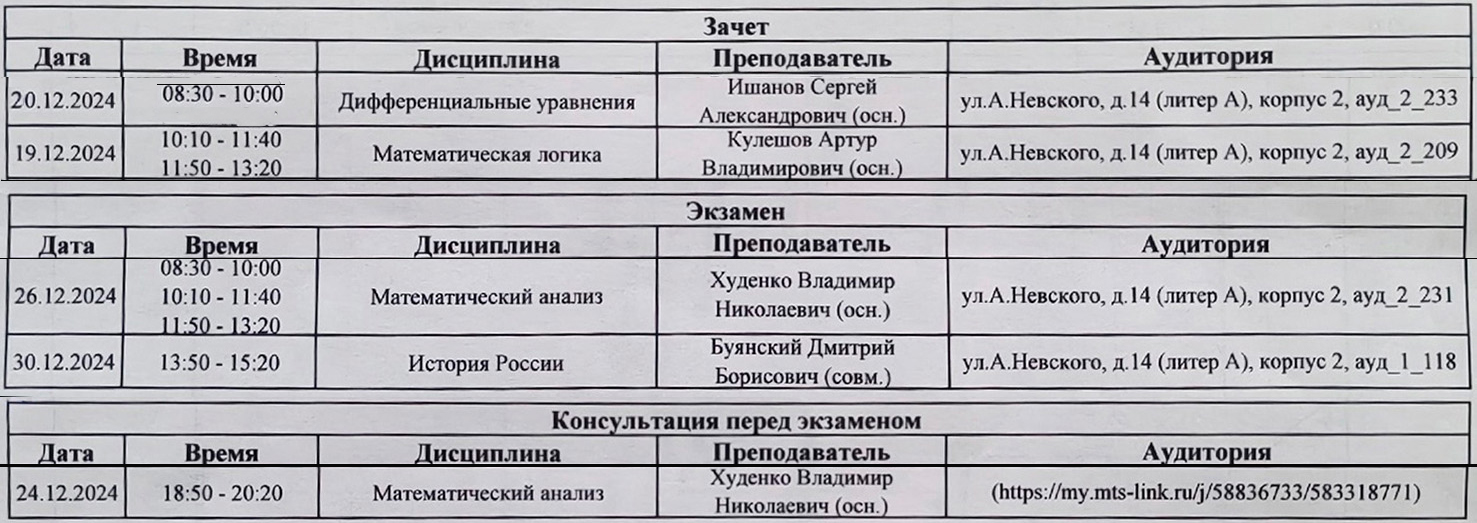 Зачет
Дата Время Дисциплина Преподаватель Аудитория
20.12.2024 08:30 - 10:00 Дифференциальные уравнения Ишанов Сергей Александрович (осн.) ул.А.Невского, д.14 (литер А), корпус 2, ауд_2_233
19.12.2024 10:10 - 11:40 11:50 - 13:20 Математическая логика Кулешов Артур Владимирович (осн.) ул.А.Невского, д.14 (литер А), корпус 2, ауд_2_209
Экзамен
Дата Время Дисциплина Преподаватель Аудитория
26.12.2024 08:30 - 10:00 10:10 - 11:40 11:50 - 13:20 Математический анализ Худенко Владимир Николаевич (осн.) ул.А.Невского, д.14 (литер А), корпус 2, ауд_2_231
30.12.2024 13:50 - 15:20 История России Буянский Дмитрий Борисович (совм.) ул.А.Невского, д.14 (литер А), корпус 2, ауд_1_118
Консультация перед экзаменом
Дата Время Дисциплина Преподаватель Аудитория
24.12.2024 18:50 - 20:20 Математический анализ Худенко Владимир Николаевич (осн.) (https://my.mts-link.ru/j/58836733/583318771)